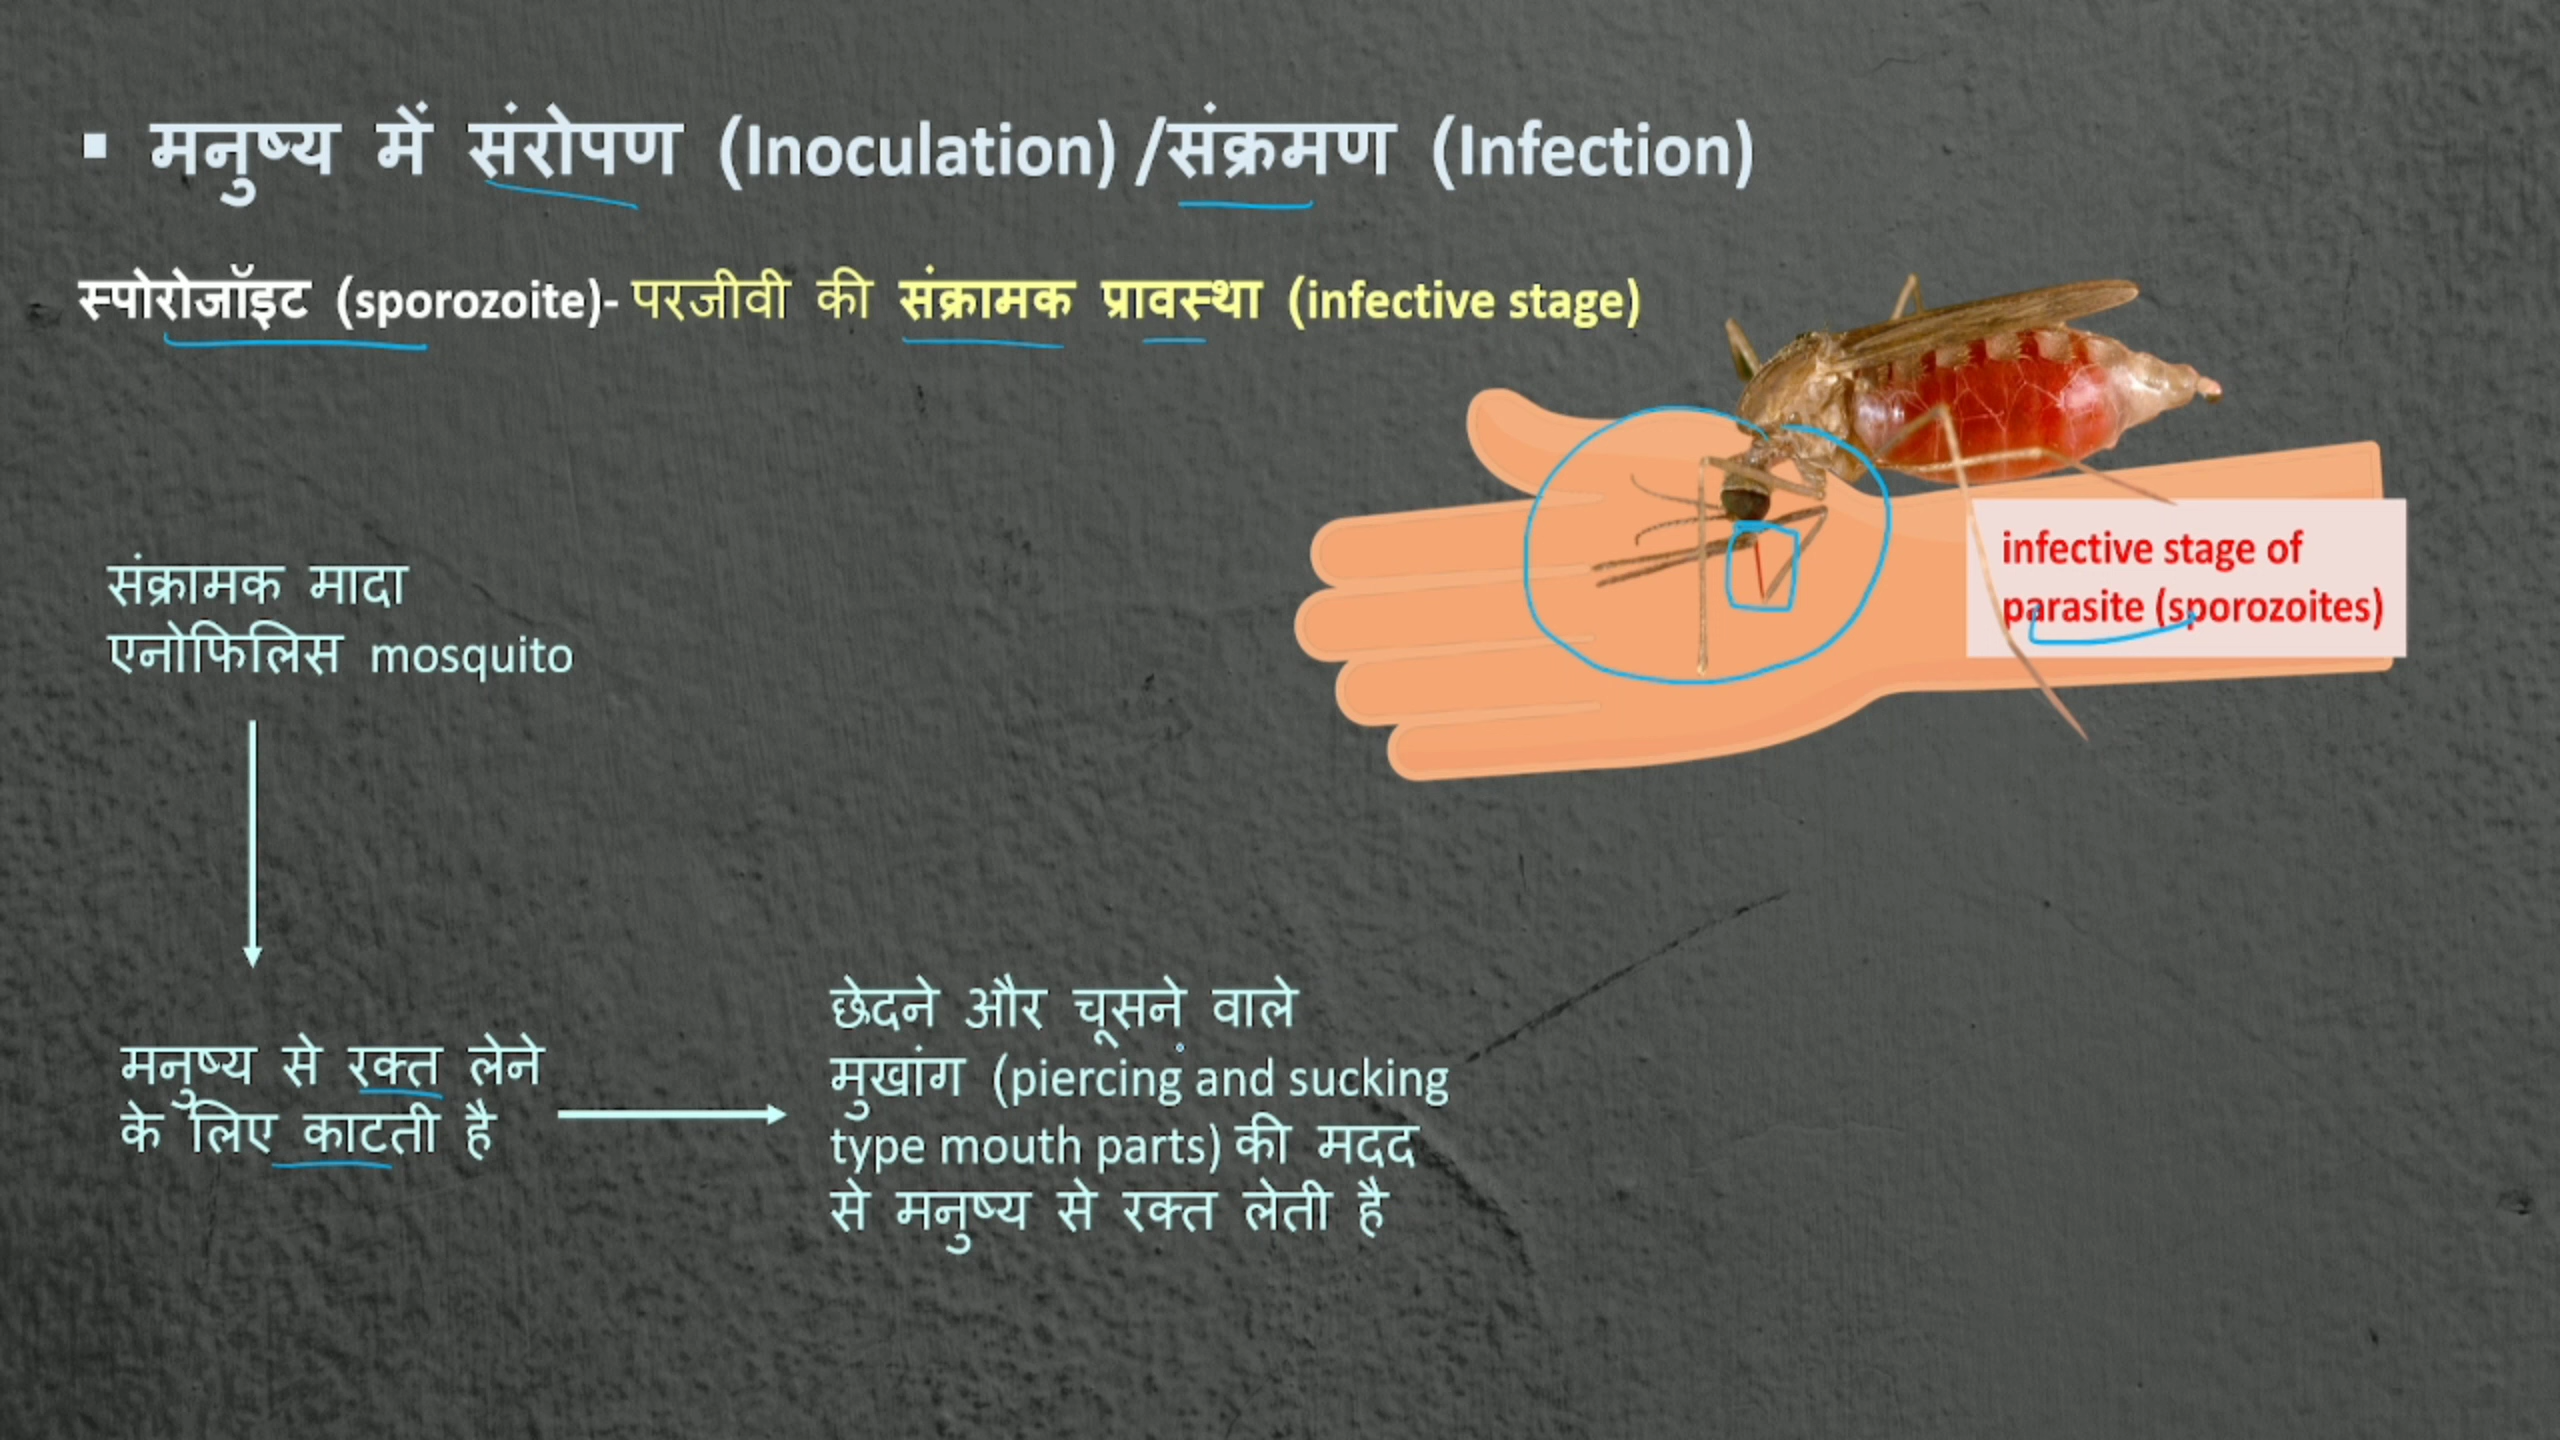 ▪ मनुष्य में संरोपण (Inoculation) /संक्रमण (Infection)
स्पोरोजॉइट (sporozoite)- परजीवी की संक्रामक प्रावस्था (infective stage)
infective stage of
parasite (sporozoites)
संक्रामक मादा
एनोफिलिस mosquito
मनुष्य से रक्त लेने
के लिए काटती है
छेदने और चूसने वाले
मुखांग (piercing and sucking
type mouth parts) की मदद
से मनुष्य से रक्त लेती है